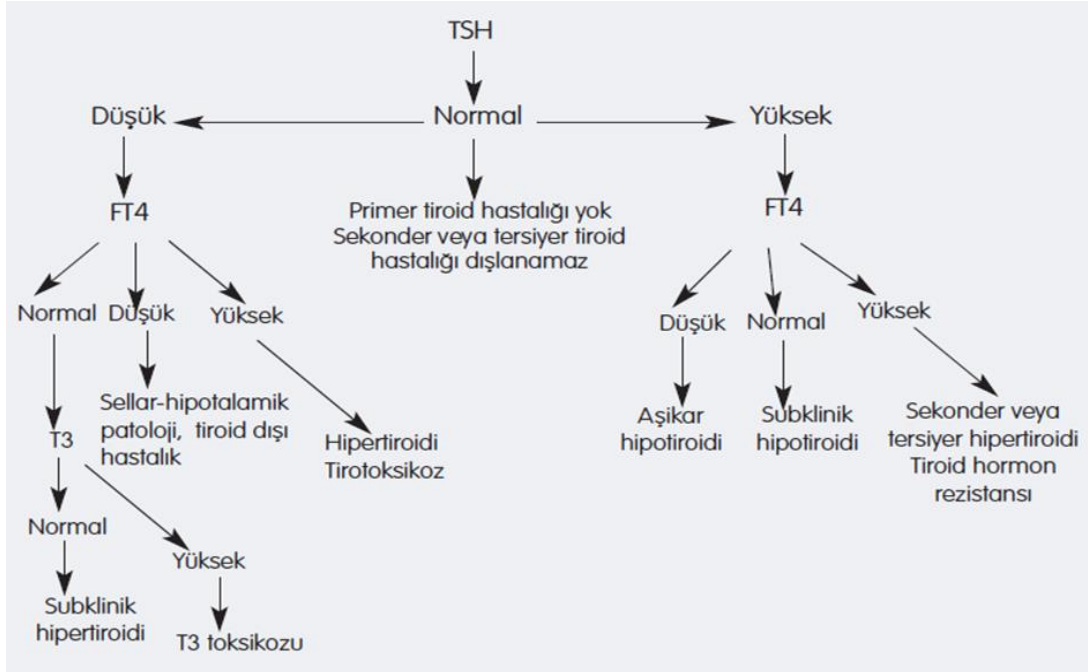 TSH
Düşük
Normal
Yüksek
FT4
Primer tiroid hastalığı yok
Sekonder veya tersiyer tiroid
hastalığı dışlanamaz
FT4
Normal
Düşük
Yüksek
Düşük
Normal
Yüksek
T3
Sellar-hipotalamik
patoloji, tiroid dışı
hastalık
Hipertiroidi
Tirotoksikoz
Aşikar
hipotiroidi
Subklinik
hipotiroidi
Sekonder veya
tersiyer hipertiroidi
Tiroid hormon
rezistansı
Normal
Yüksek
Subklinik
hipertiroidi
T3 toksikozu